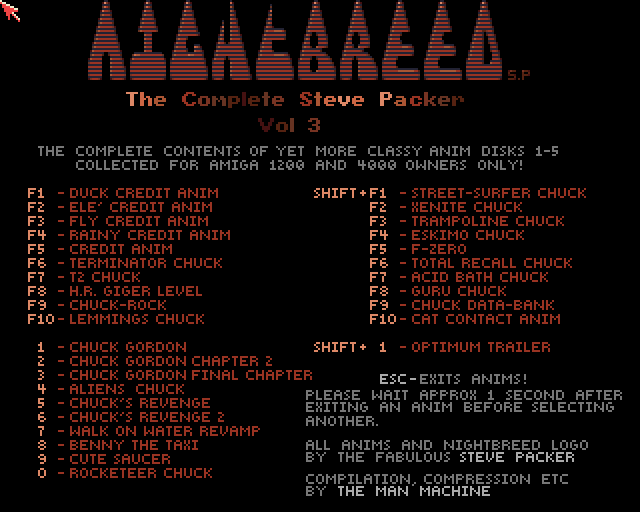 NIGHTBREED
S.P
The Complete Steve Packer
Vol 3
THE COMPLETE CONTENTS OF YET MORE CLASSY ANIM DISKS 1-5
COLLECTED FOR AMIGA 1200 AND 4000 OWNERS ONLY!
F1 - DUCK CREDIT ANIM
F2 - ELE' CREDIT ANIM
F3 - FLY CREDIT ANIM
F4 - RAINY CREDIT ANIM
F5 - CREDIT ANIM
F6 - TERMINATOR CHUCK
F7 - T2 CHUCK
F8 - H.R. GIGER LEVEL
F9 - CHUCK-ROCK
F10- LEMMINGS CHUCK
1 - CHUCK GORDON
2 - CHUCK GORDON CHAPTER 2
3 - CHUCK GORDON FINAL CHAPTER
4 - ALIENS CHUCK
5 - CHUCK'S REVENGE
6 - CHUCK'S REVENGE 2
7 - WALK ON WATER REVAMP
8 - BENNY THE TAXI
9 - CUTE SAUCER
0 - ROCKETEER CHUCK
SHIFT+F1 - STREET-SURFER CHUCK
F2 - XENITE CHUCK
F3 - TRAMPOLINE CHUCK
F4 - ESKIMO CHUCK
F5 - F-ZERO
F6 - TOTAL RECALL CHUCK
F7 - ACID BATH CHUCK
F8 - GURU CHUCK
F9 - CHUCK DATA-BANK
F10- CAT CONTACT ANIM
SHIFT+ 1 - OPTIMUM TRAILER
ESC-EXITS ANIMS!
PLEASE WAIT APPROX 1 SECOND AFTER
EXITING AN ANIM BEFORE SELECTING
ANOTHER.
ALL ANIMS AND NIGHTBREED LOGO
BY THE FABULOUS STEVE PACKER
COMPILATION, COMPRESSION ETC
BY THE MAN MACHINE